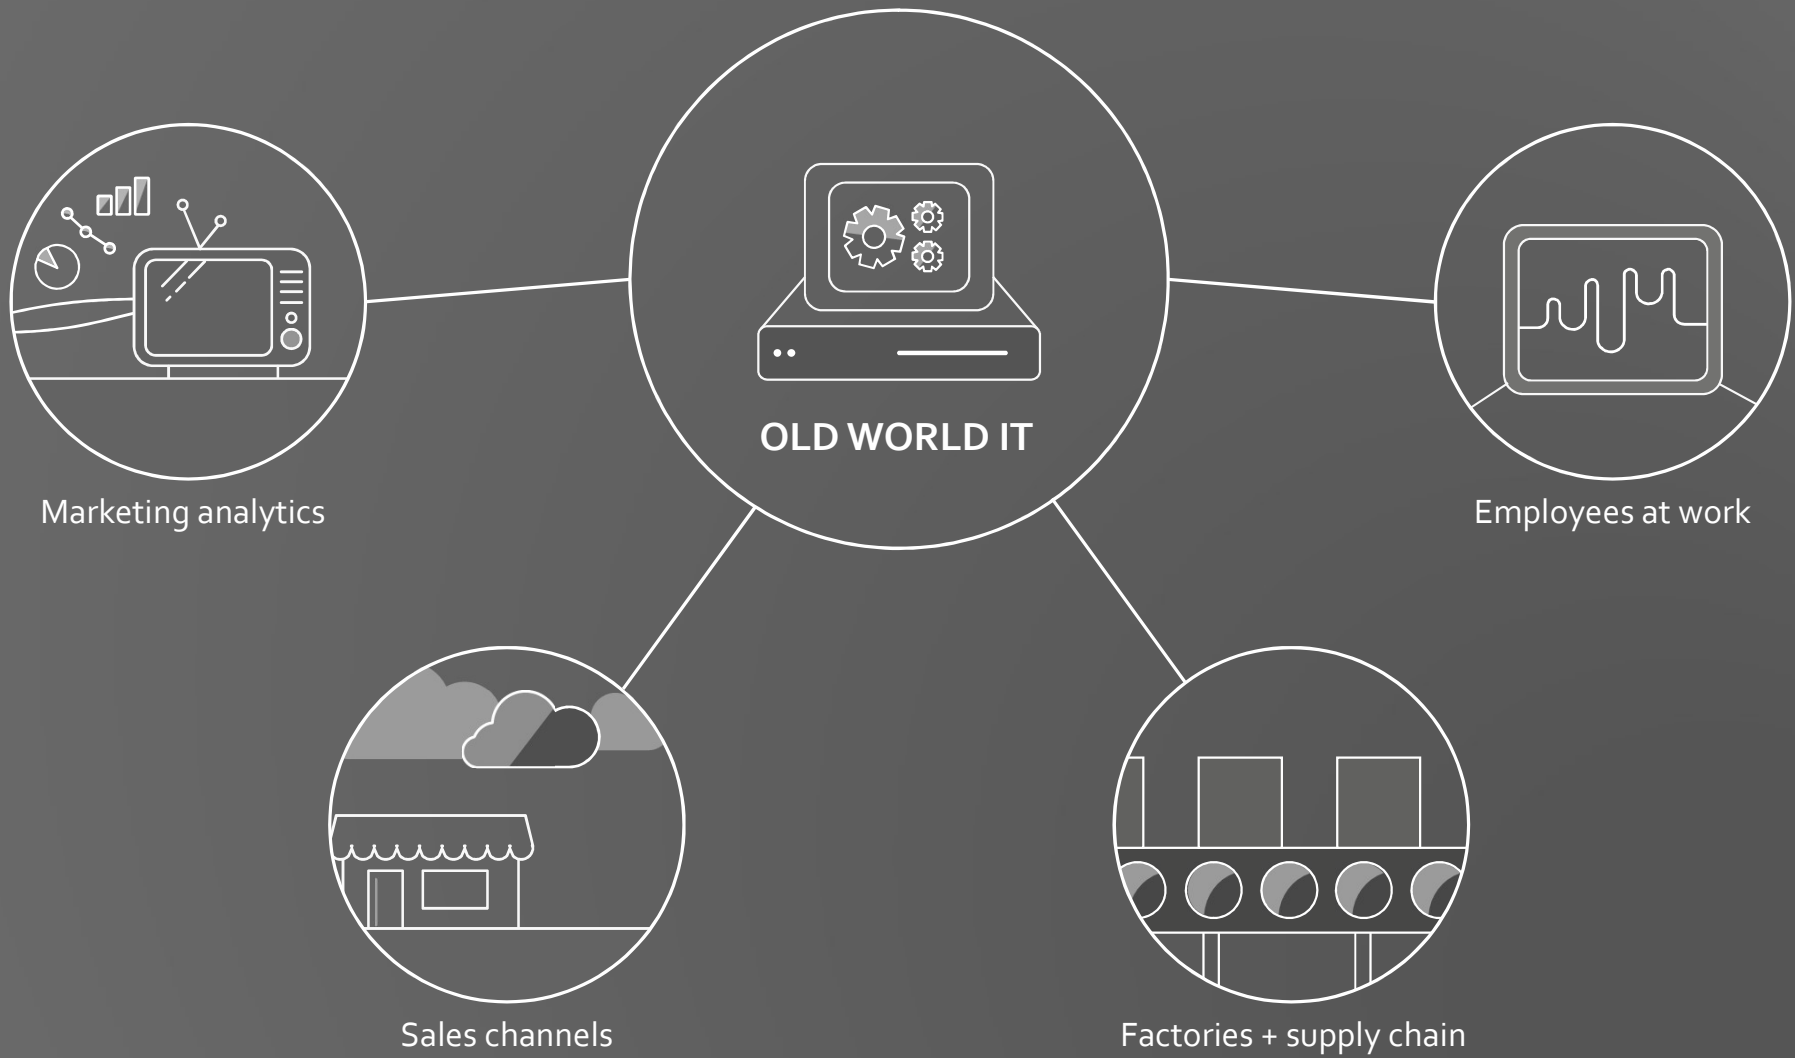 OLD WORLD IT
Marketing analytics
Employees at work
Sales channels
Factories + supply chain